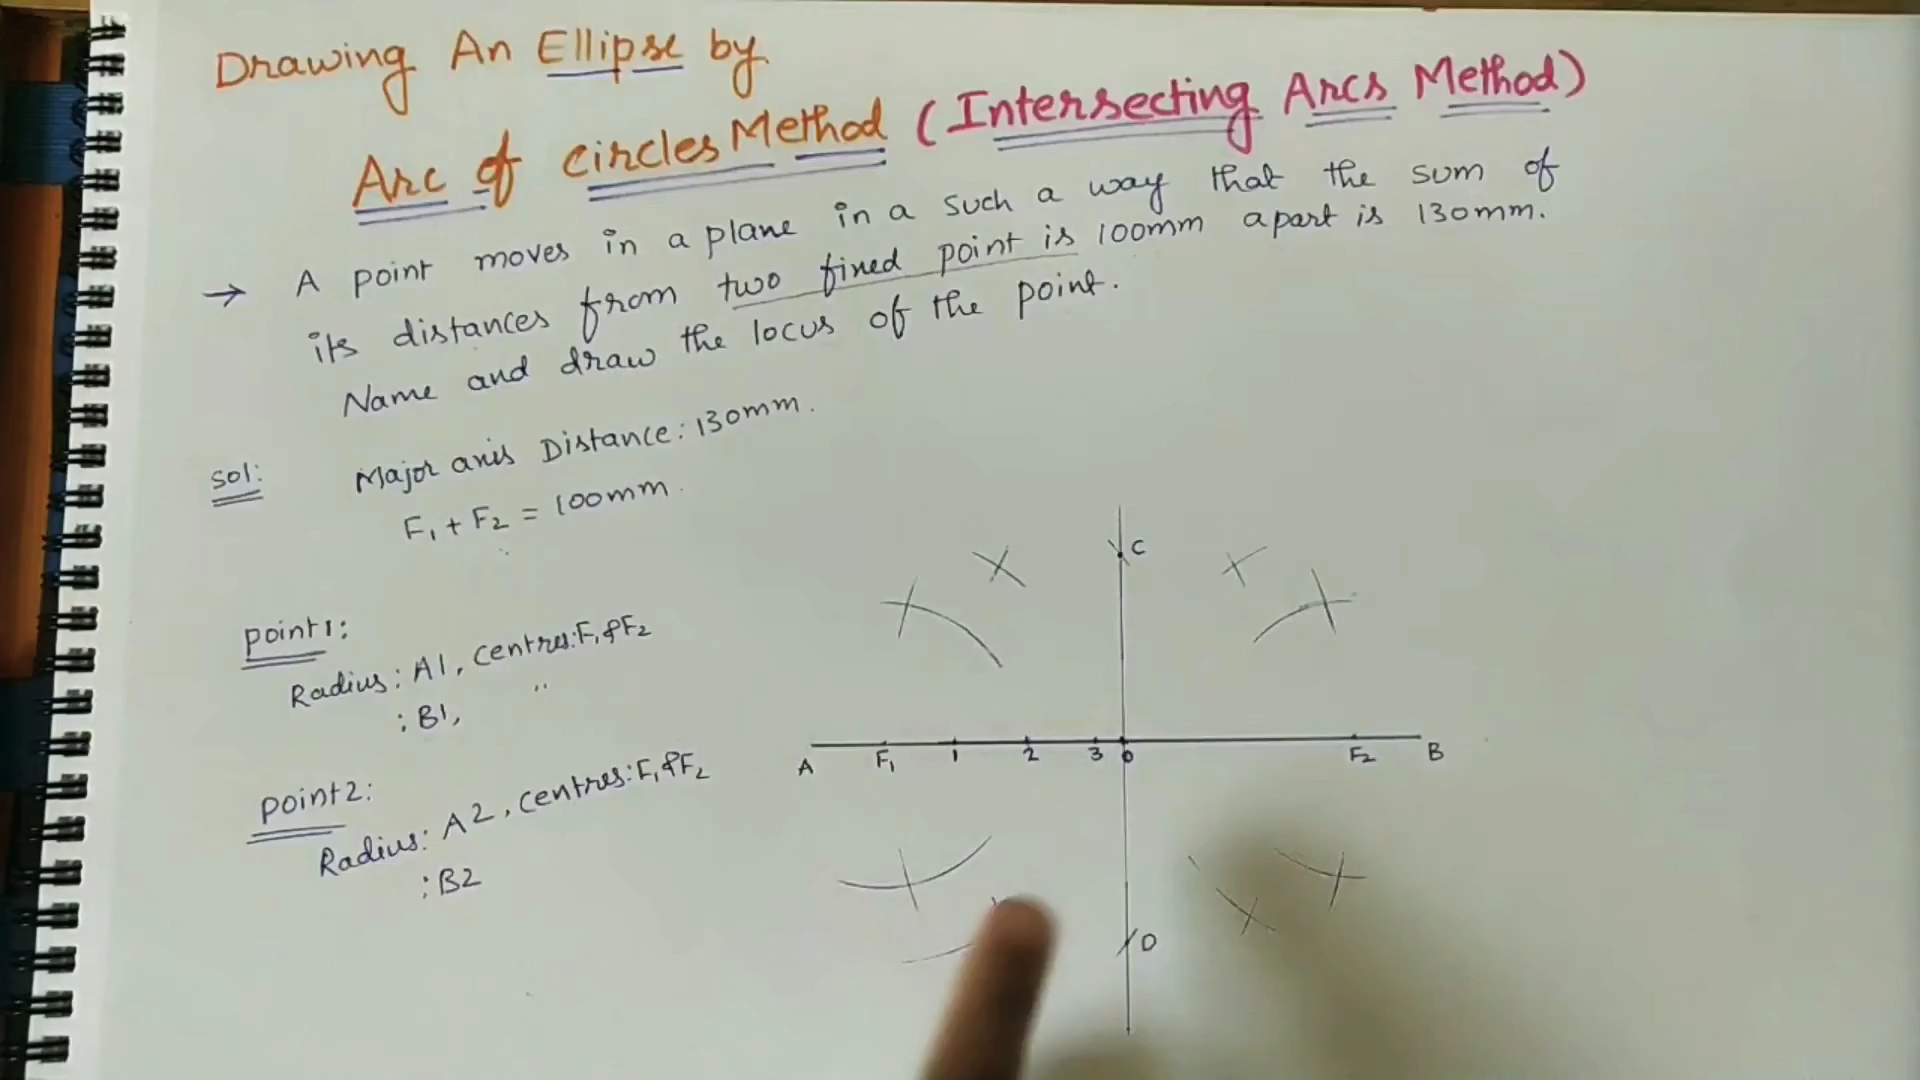 Drawing An Ellipse by
Arc of circles Method (Intersecting Arcs Method)
→ A point moves in a plane in a such a way that the sum of
its distances from two fixed point is 100mm apart is 130mm.
Name and draw the locus of the point.
Sol: Major axis Distance: 130mm.
F₁ + F₂ = 100mm.
point1:
Radius: A1, centres: F₁ & F₂
: B1, "
point2:
Radius: A2, centres: F₁ & F₂
: B2
C
A F₁ 1 2 3 0 F₂ B
D